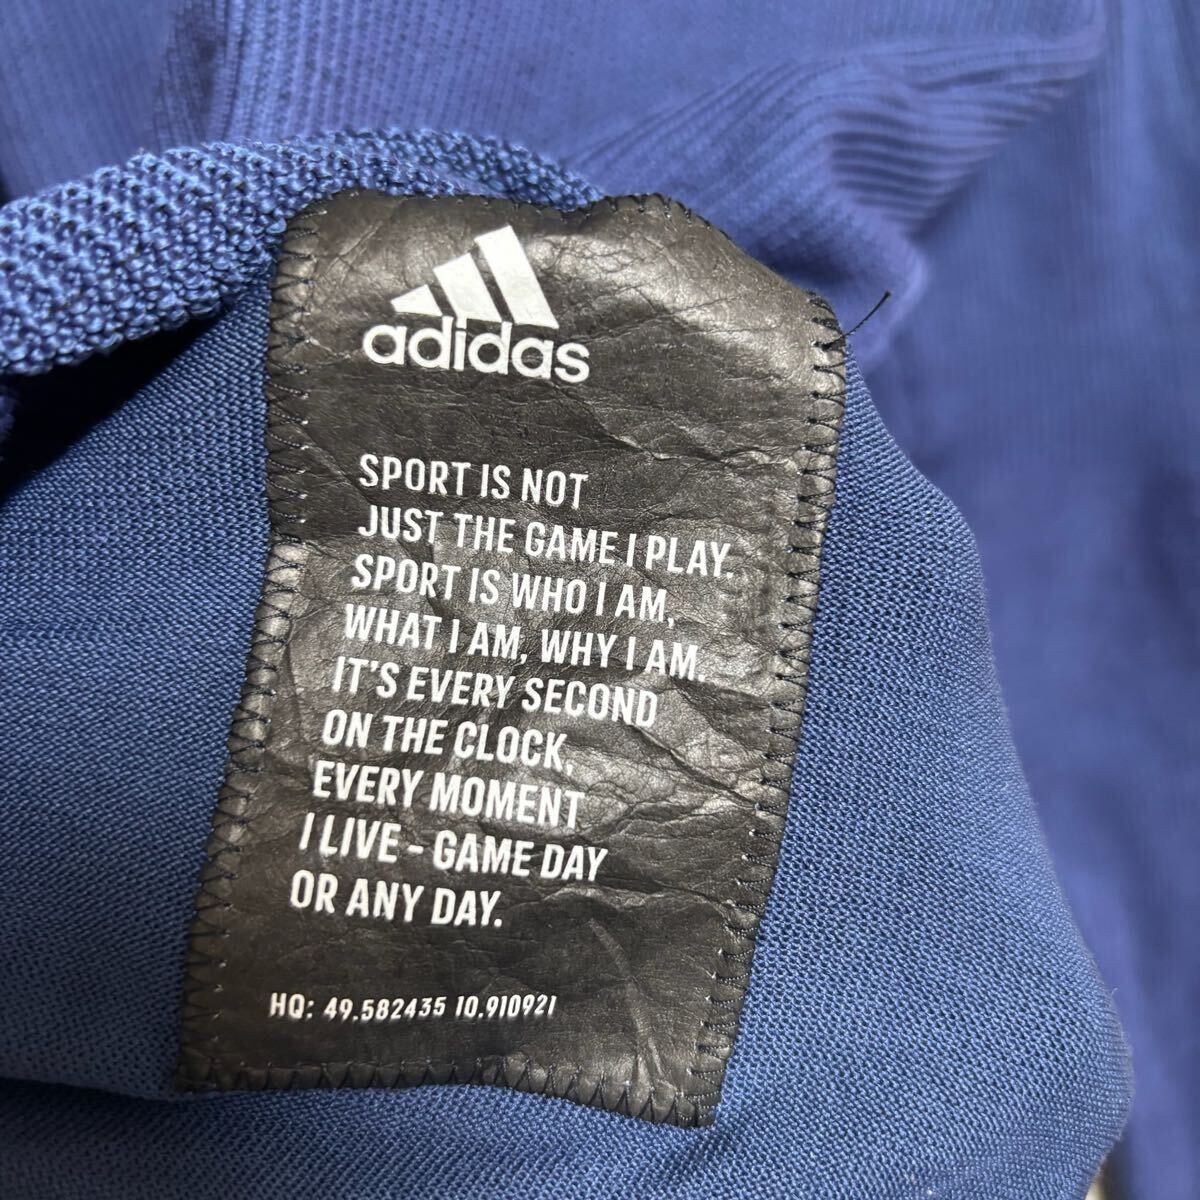 adidas
SPORT IS NOT
JUST THE GAME I PLAY.
SPORT IS WHO I AM,
WHAT I AM, WHY I AM.
IT'S EVERY SECOND
ON THE CLOCK,
EVERY MOMENT
I LIVE - GAME DAY
OR ANY DAY.
HQ: 49.582435 10.910921